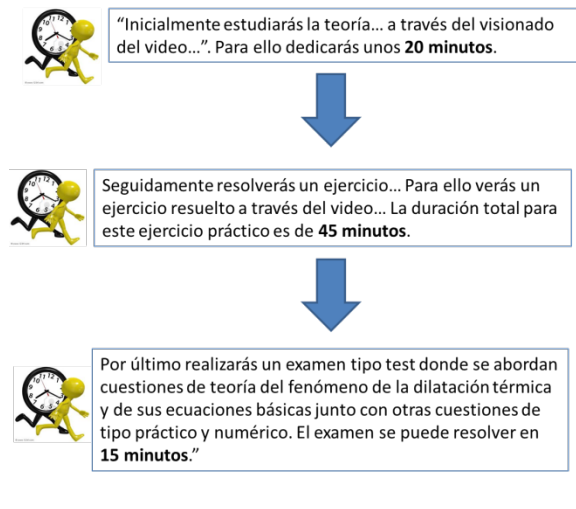 “Inicialmente estudiarás la teoría... a través del visionado
del video...”. Para ello dedicarás unos 20 minutos.
Seguidamente resolverás un ejercicio... Para ello verás un
ejercicio resuelto a través del video... La duración total para
este ejercicio práctico es de 45 minutos.
Por último realizarás un examen tipo test donde se abordan
cuestiones de teoría del fenómeno de la dilatación térmica
y de sus ecuaciones básicas junto con otras cuestiones de
tipo práctico y numérico. El examen se puede resolver en
15 minutos.”